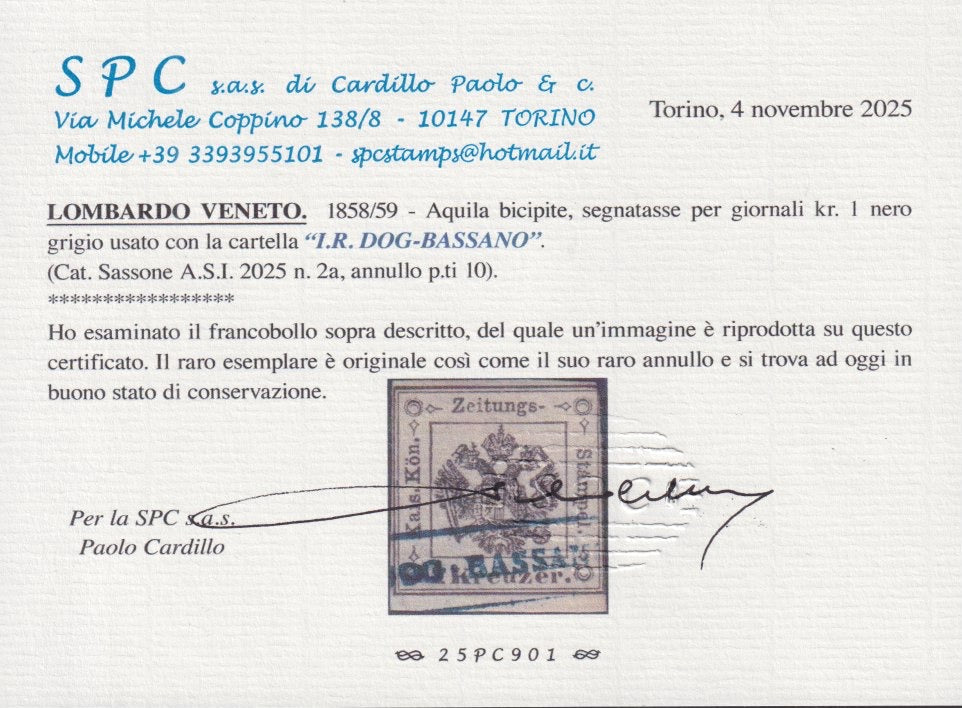 SPC s.a.s. di Cardillo Paolo & c.
Via Michele Coppino 138/8 - 10147 TORINO
Mobile +39 3393955101 - spcstamps@hotmail.it
Torino, 4 novembre 2025
LOMBARDO VENETO. 1858/59 - Aquila bicipite, segnatasse per giornali kr. 1 nero
grigio usato con la cartella “I.R. DOG-BASSANO”.
(Cat. Sassone A.S.I. 2025 n. 2a, annullo p.ti 10).
*****************
Ho esaminato il francobollo sopra descritto, del quale un’immagine è riprodotta su questo
certificato. Il raro esemplare è originale così come il suo raro annullo e si trova ad oggi in
buono stato di conservazione.
Zeitungs-
Kais. Kön.
Stämpel.
DOG. BASSA
1 Kreuzer.
Per la SPC s.a.s.
Paolo Cardillo
25PC901